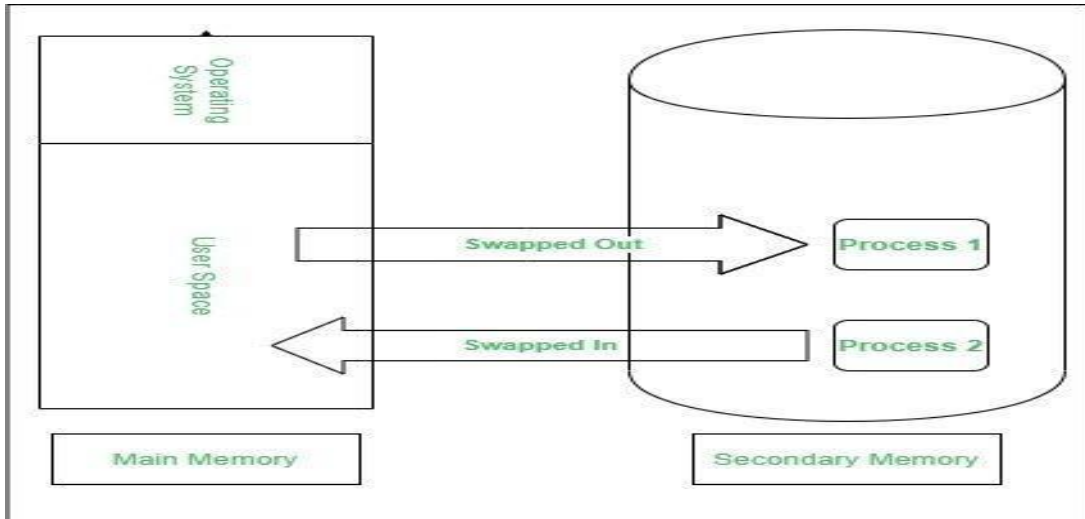 Operating
System
User Space
Swapped Out
Process 1
Swapped In
Process 2
Main Memory
Secondary Memory